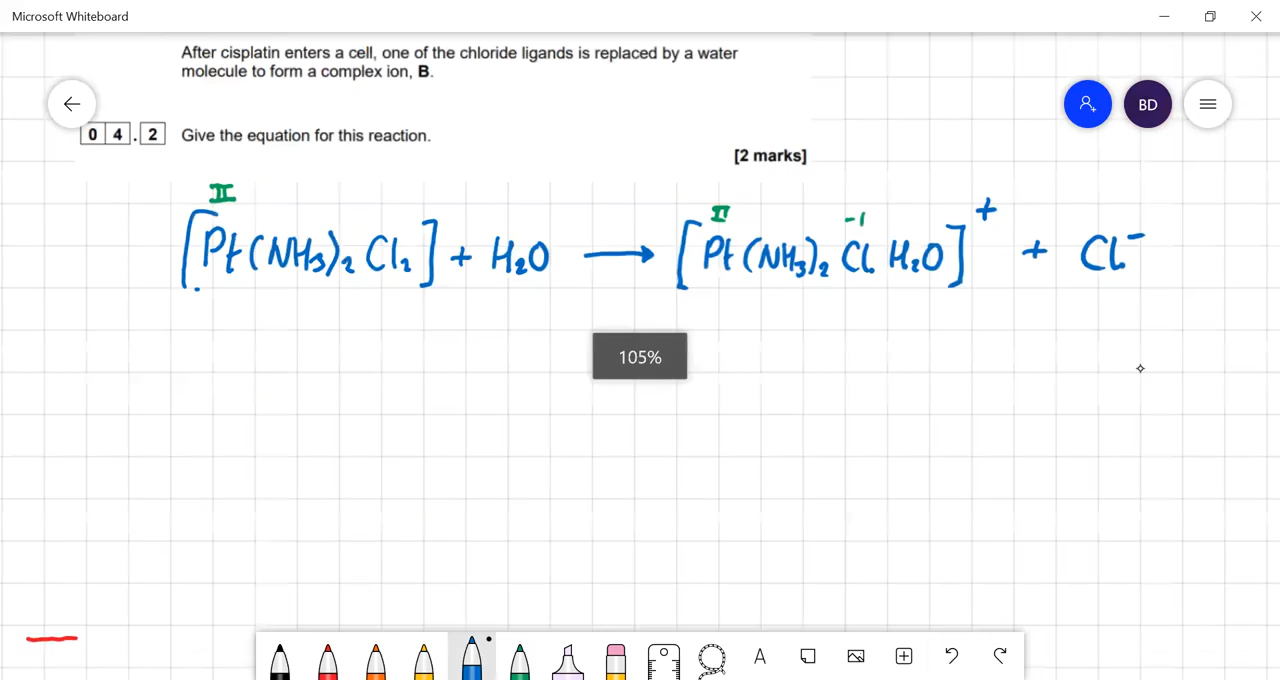 Microsoft Whiteboard
After cisplatin enters a cell, one of the chloride ligands is replaced by a water
molecule to form a complex ion, B.
BD
0 4 . 2 Give the equation for this reaction.
[2 marks]
II II -1
[Pt(NH₃)₂Cl₂] + H₂O ⟶ [Pt(NH₃)₂Cl H₂O]⁺ + Cl⁻
105%
A